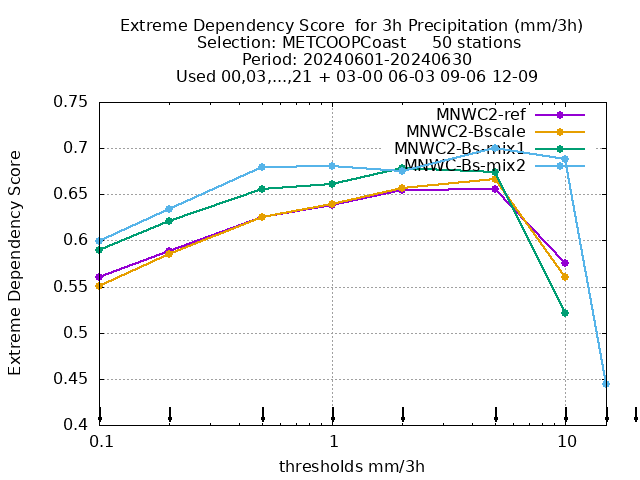 Extreme Dependency Score  for 3h Precipitation (mm/3h)
Selection: METCOOPCoast     50 stations
Period: 20240601-20240630
Used 00,03,...,21 + 03-00 06-03 09-06 12-09
0.75
0.7
0.65
0.6
0.55
0.5
0.45
0.4
Extreme Dependency Score
MNWC2-ref
MNWC2-Bscale
MNWC2-Bs-mix1
MNWC-Bs-mix2
0.1
1
10
thresholds mm/3h